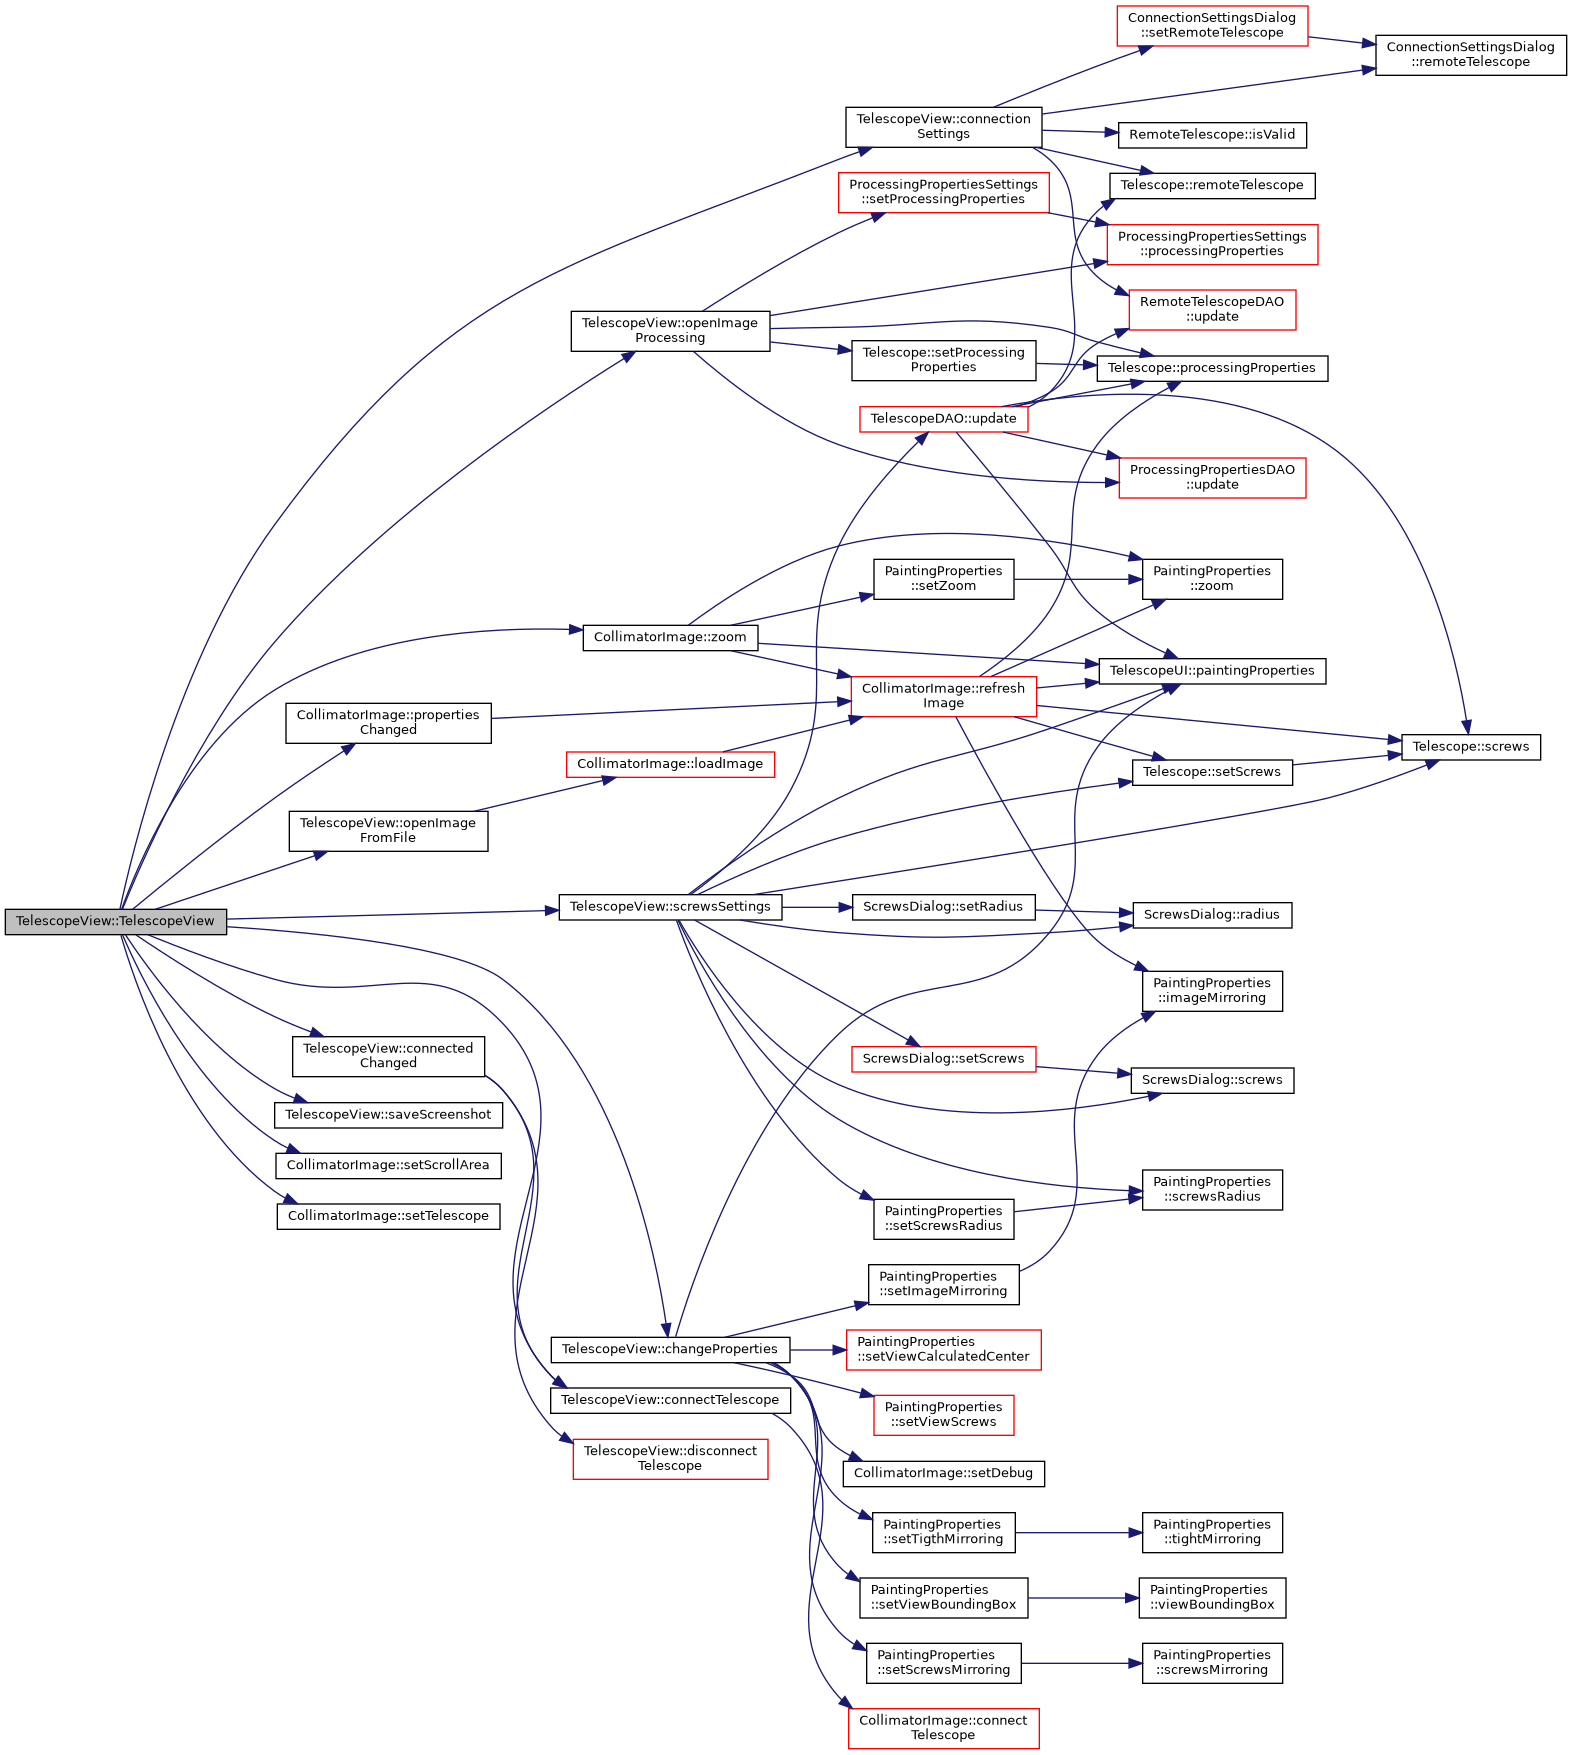 ConnectionSettingsDialog
::setRemoteTelescope
ConnectionSettingsDialog
::remoteTelescope
TelescopeView::connection
Settings
RemoteTelescope::isValid
Telescope::remoteTelescope
ProcessingPropertiesSettings
::setProcessingProperties
ProcessingPropertiesSettings
::processingProperties
RemoteTelescopeDAO
::update
TelescopeView::openImage
Processing
Telescope::setProcessing
Properties
Telescope::processingProperties
TelescopeDAO::update
ProcessingPropertiesDAO
::update
PaintingProperties
::setZoom
PaintingProperties
::zoom
CollimatorImage::zoom
TelescopeUI::paintingProperties
CollimatorImage::refresh
Image
CollimatorImage::properties
Changed
Telescope::screws
CollimatorImage::loadImage
Telescope::setScrews
TelescopeView::openImage
FromFile
TelescopeView::TelescopeView
TelescopeView::screwsSettings
ScrewsDialog::setRadius
ScrewsDialog::radius
PaintingProperties
::imageMirroring
TelescopeView::connected
Changed
ScrewsDialog::setScrews
ScrewsDialog::screws
TelescopeView::saveScreenshot
CollimatorImage::setScrollArea
PaintingProperties
::screwsRadius
CollimatorImage::setTelescope
PaintingProperties
::setScrewsRadius
PaintingProperties
::setImageMirroring
TelescopeView::changeProperties
PaintingProperties
::setViewCalculatedCenter
TelescopeView::connectTelescope
PaintingProperties
::setViewScrews
TelescopeView::disconnect
Telescope
CollimatorImage::setDebug
PaintingProperties
::setTigthMirroring
PaintingProperties
::tightMirroring
PaintingProperties
::setViewBoundingBox
PaintingProperties
::viewBoundingBox
PaintingProperties
::setScrewsMirroring
PaintingProperties
::screwsMirroring
CollimatorImage::connect
Telescope